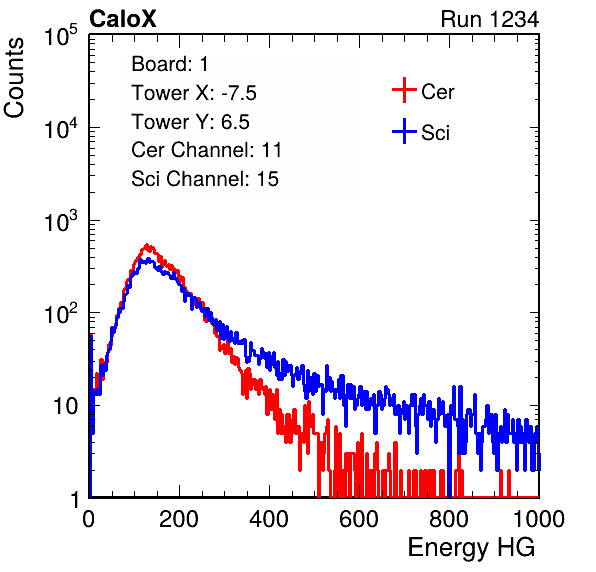 CaloX Run 1234
Counts
Board: 1
Tower X: -7.5
Tower Y: 6.5
Cer Channel: 11
Sci Channel: 15
Cer
Sci
10^5
10^4
10^3
10^2
10
1
0 200 400 600 800 1000
Energy HG